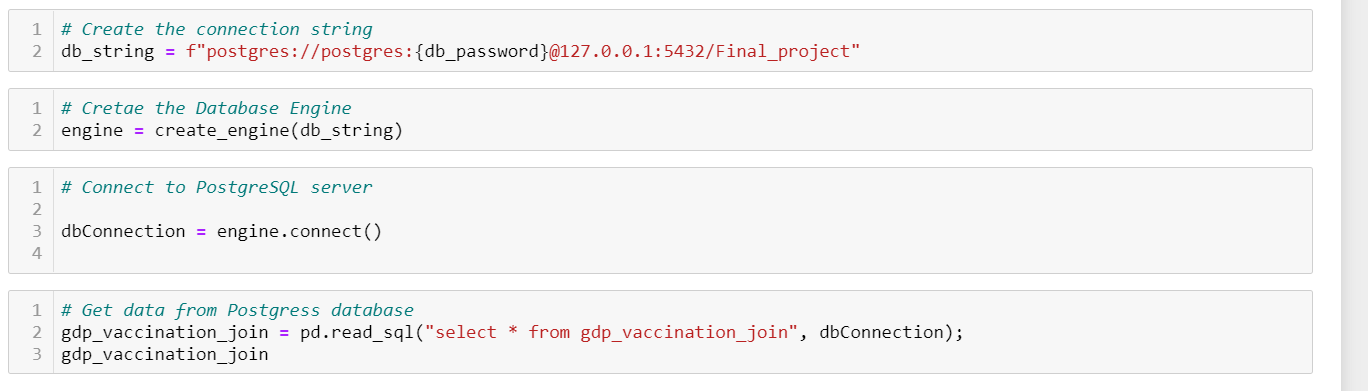 1 # Create the connection string
2 db_string = f"postgres://postgres:{db_password}@127.0.0.1:5432/Final_project"
1 # Cretae the Database Engine
2 engine = create_engine(db_string)
1 # Connect to PostgreSQL server
2
3 dbConnection = engine.connect()
4
1 # Get data from Postgress database
2 gdp_vaccination_join = pd.read_sql("select * from gdp_vaccination_join", dbConnection);
3 gdp_vaccination_join